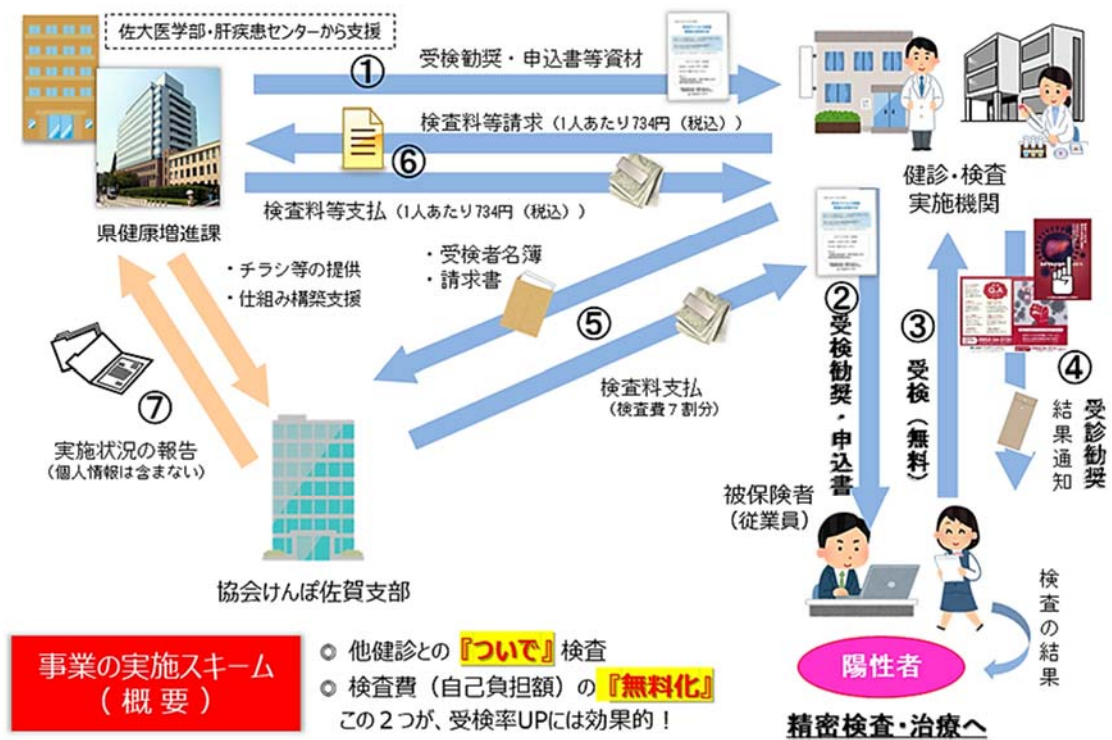 佐大医学部・肝疾患センターから支援
①
受検勧奨・申込書等資材
検査料等請求（1人あたり734円（税込））
⑥
検査料等支払（1人あたり734円（税込））
県健康増進課
健診・検査
実施機関
・チラシ等の提供
・仕組み構築支援
・受検者名簿
・請求書
⑤
検査料支払
（検査費７割分）
②
受検勧奨・申込書
③
受検（無料）
Q&A
④
受診勧奨
結果通知
⑦
実施状況の報告
（個人情報は含まない）
協会けんぽ佐賀支部
被保険者
（従業員）
検査の結果
陽性者
精密検査・治療へ
事業の実施スキーム
（ 概 要 ）
◎ 他健診との『ついで』検査
◎ 検査費（自己負担額）の『無料化』
この２つが、受検率UPには効果的！